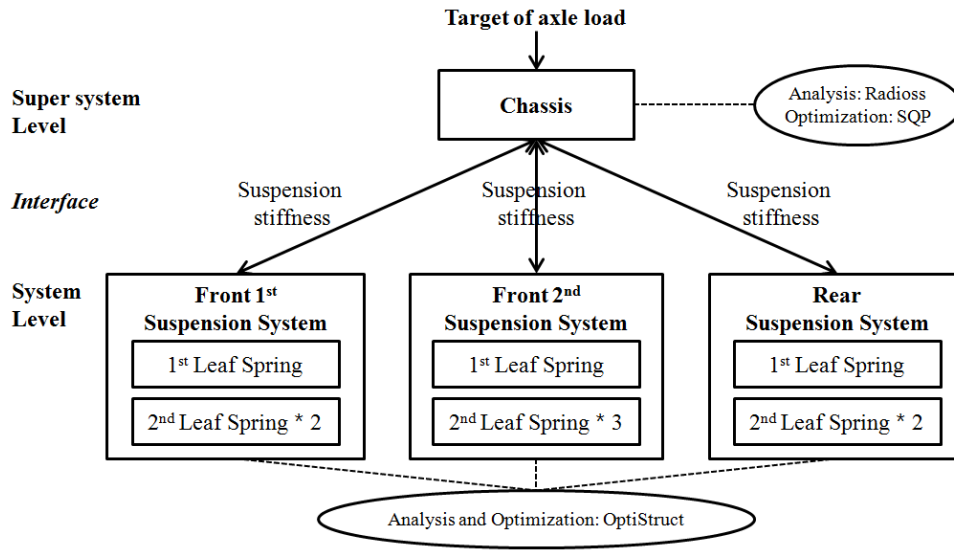 Target of axle load
Super system
Level
Chassis
Analysis: Radioss
Optimization: SQP
Interface
Suspension
stiffness
Suspension
stiffness
Suspension
stiffness
System
Level
Front 1st
Suspension System
1st Leaf Spring
2nd Leaf Spring * 2
Front 2nd
Suspension System
1st Leaf Spring
2nd Leaf Spring * 3
Rear
Suspension System
1st Leaf Spring
2nd Leaf Spring * 2
Analysis and Optimization: OptiStruct